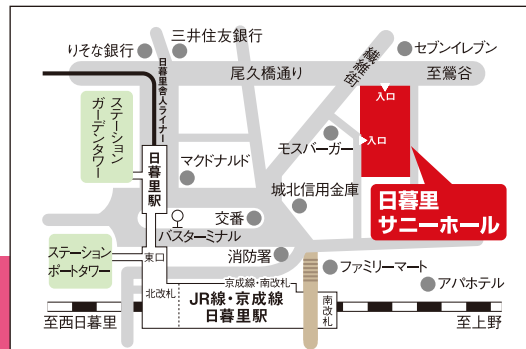 三井住友銀行
りそな銀行
セブンイレブン
日暮里舎人ライナー
尾久橋通り
繊維街
至鶯谷
入口
ステーション
ガーデンタワー
入口
モスバーガー
日暮里駅
マクドナルド
城北信用金庫
日暮里
サニーホール
交番
バスターミナル
ステーション
ポートタワー
東口
消防署
ファミリーマート
アパホテル
京成線・南改札
北改札
JR線・京成線
日暮里駅
南改札
至西日暮里
至上野